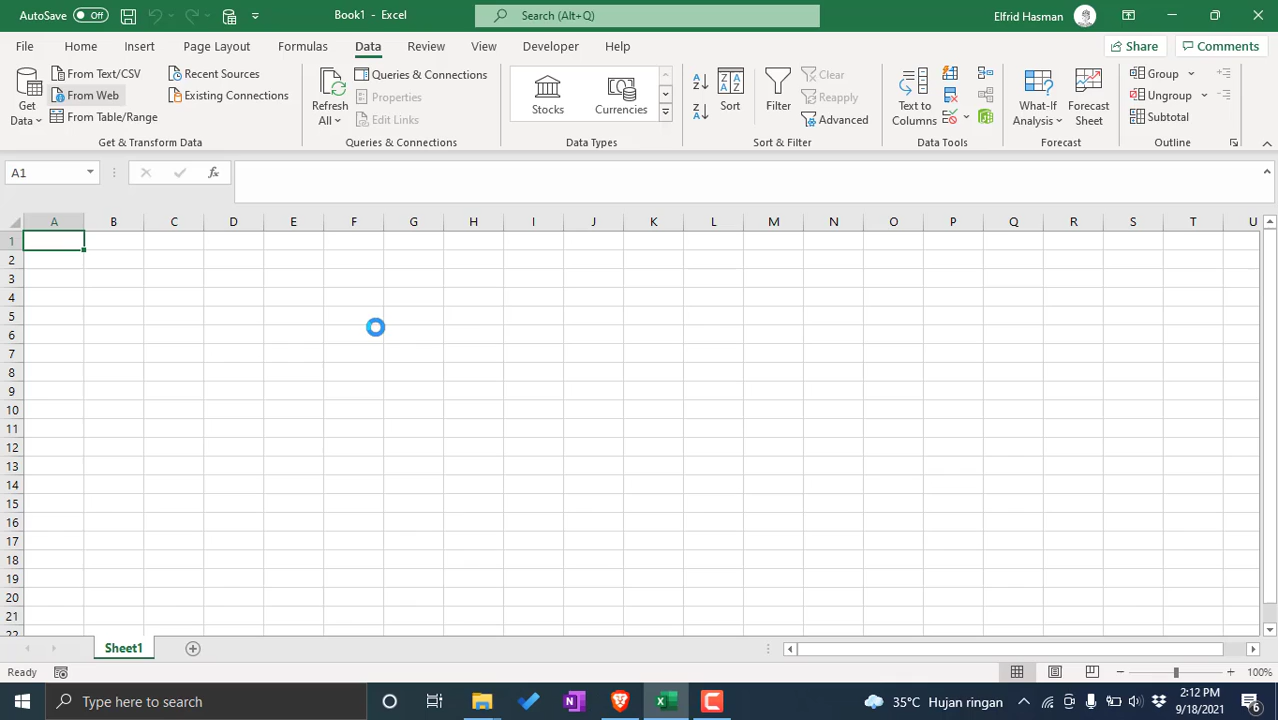 AutoSave Off Book1 - Excel Search (Alt+Q) Elfrid Hasman
File Home Insert Page Layout Formulas Data Review View Developer Help Share Comments
Get Data
From Text/CSV
From Web
From Table/Range
Recent Sources
Existing Connections
Get & Transform Data
Refresh All
Queries & Connections
Properties
Edit Links
Queries & Connections
Stocks
Currencies
Data Types
Sort
Filter
Clear
Reapply
Advanced
Sort & Filter
Text to Columns
Data Tools
What-If Analysis
Forecast Sheet
Forecast
Group
Ungroup
Subtotal
Outline
A1 fx
A B C D E F G H I J K L M N O P Q R S T U
1
2
3
4
5
6
7
8
9
10
11
12
13
14
15
16
17
18
19
20
21
22
Sheet1
Ready 100%
Type here to search 35°C Hujan ringan 2:12 PM
9/18/2021 6